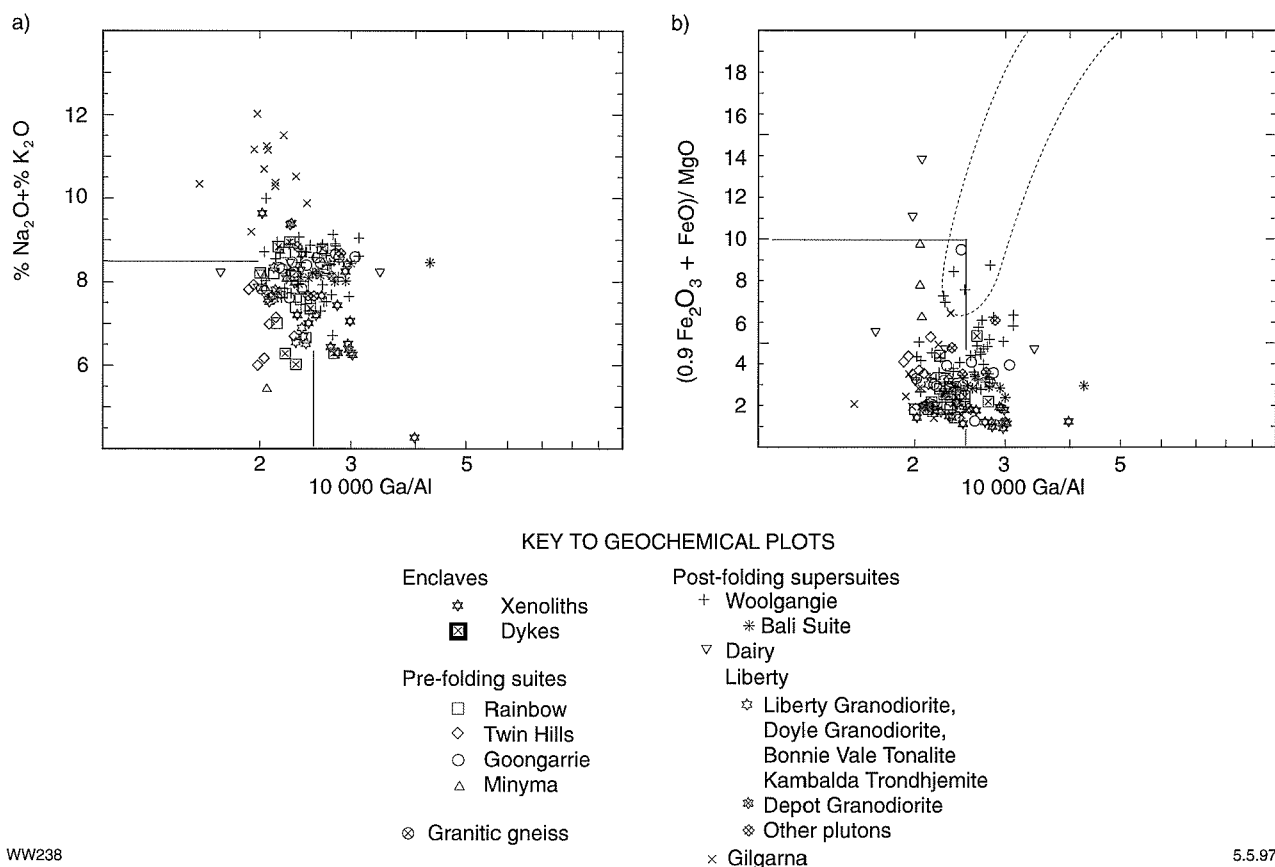 a)
% Na₂O+% K₂O
12
10
8
6
2 3 5
10 000 Ga/Al
b)
(0.9 Fe₂O₃ + FeO)/ MgO
18
16
14
12
10
8
6
4
2
2 3 5
10 000 Ga/Al
KEY TO GEOCHEMICAL PLOTS
Enclaves
Xenoliths
Dykes
Pre-folding suites
Rainbow
Twin Hills
Goongarrie
Minyma
Granitic gneiss
Post-folding supersuites
Woolgangie
Bali Suite
Dairy
Liberty
Liberty Granodiorite,
Doyle Granodiorite,
Bonnie Vale Tonalite
Kambalda Trondhjemite
Depot Granodiorite
Other plutons
Gilgarna
WW238
5.5.97